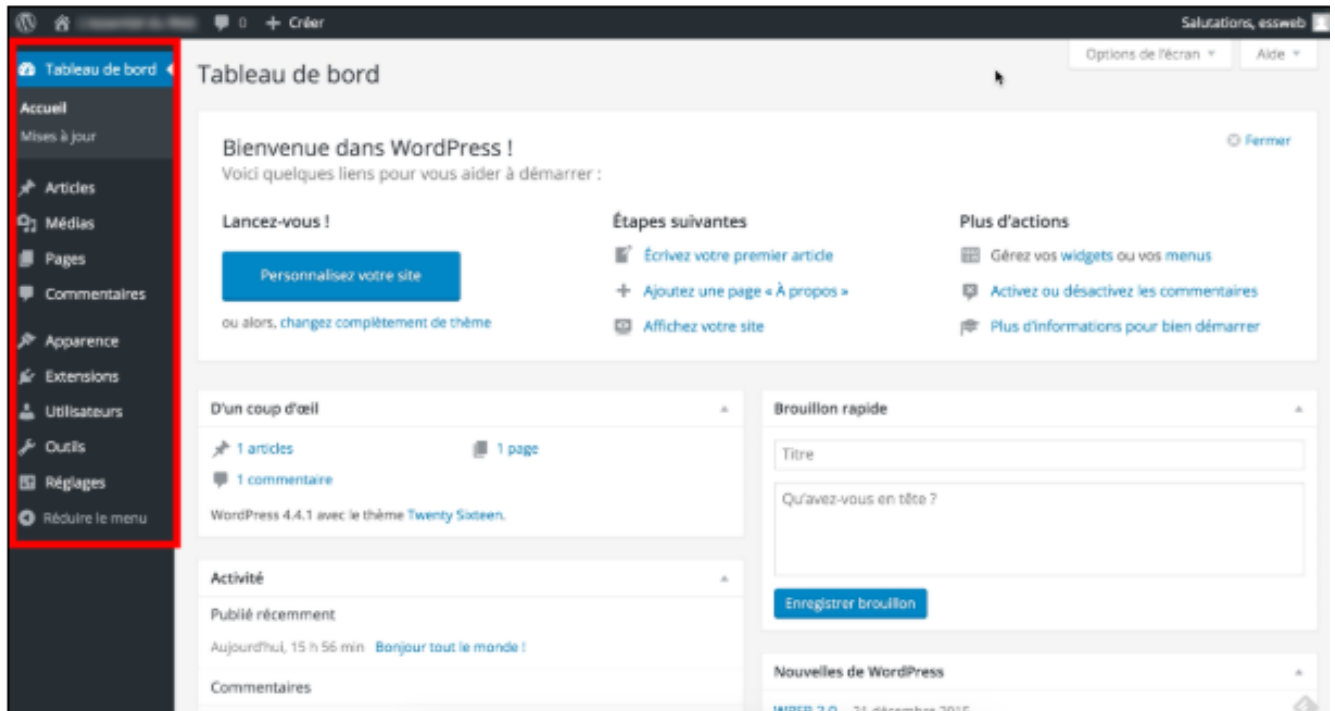 0 + Créer
Salutations, essweb
Tableau de bord
Accueil
Mises à jour
Articles
Médias
Pages
Commentaires
Apparence
Extensions
Utilisateurs
Outils
Réglages
Réduire le menu
Options de l'écran
Aide
Tableau de bord
Bienvenue dans WordPress !
Fermer
Voici quelques liens pour vous aider à démarrer :
Lancez-vous !
Personnalisez votre site
ou alors, changez complètement de thème
Étapes suivantes
Écrivez votre premier article
Ajoutez une page « À propos »
Affichez votre site
Plus d'actions
Gérez vos widgets ou vos menus
Activez ou désactivez les commentaires
Plus d'informations pour bien démarrer
D'un coup d'œil
1 articles
1 page
1 commentaire
WordPress 4.4.1 avec le thème Twenty Sixteen.
Activité
Publié récemment
Aujourd'hui, 15 h 56 min Bonjour tout le monde !
Commentaires
Brouillon rapide
Titre
Qu'avez-vous en tête ?
Enregistrer brouillon
Nouvelles de WordPress
21 décembre 2015